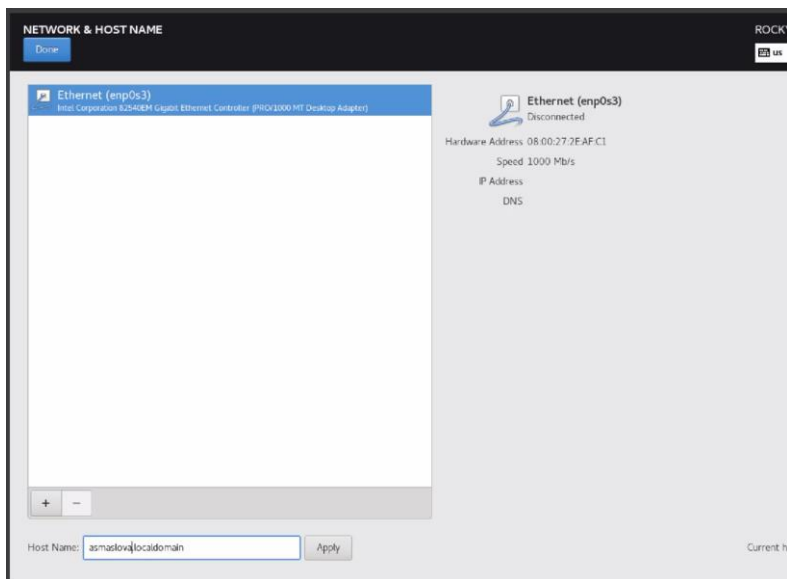 NETWORK & HOST NAME
Done
ROCKY
us
Ethernet (enp0s3)
Intel Corporation 82540EM Gigabit Ethernet Controller (PRO/1000 MT Desktop Adapter)
Ethernet (enp0s3)
Disconnected
Hardware Address 08:00:27:2E:AF:C1
Speed 1000 Mb/s
IP Address
DNS
+ −
Host Name: asmaslova.localdomain Apply
Current h